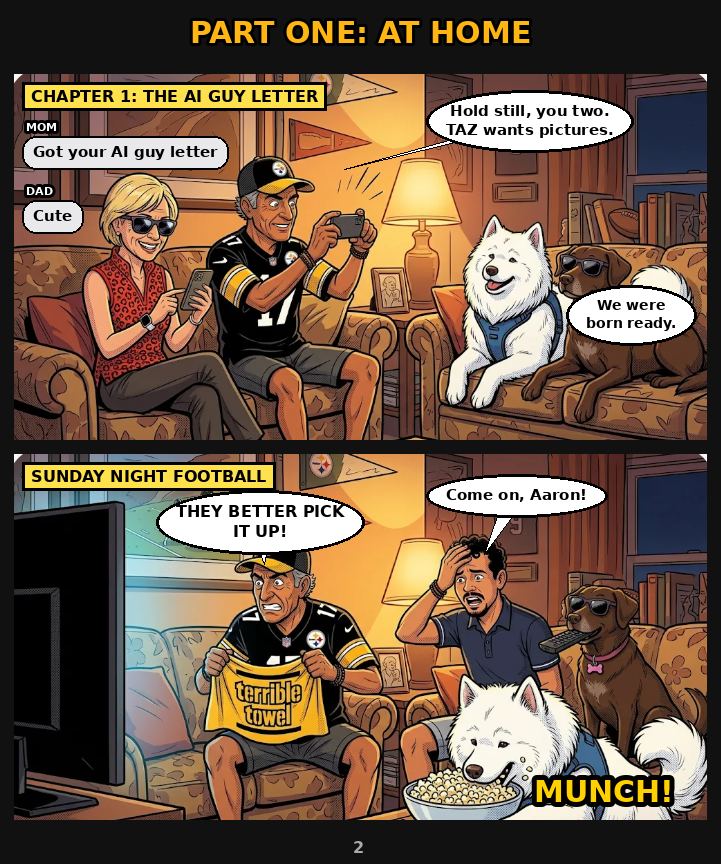 PART ONE: AT HOME
CHAPTER 1: THE AI GUY LETTER
MOM
Got your AI guy letter
DAD
Cute
Hold still, you two.
TAZ wants pictures.
17
17
We were
born ready.
SUNDAY NIGHT FOOTBALL
THEY BETTER PICK
IT UP!
Come on, Aaron!
terrible
towel
MUNCH!
2